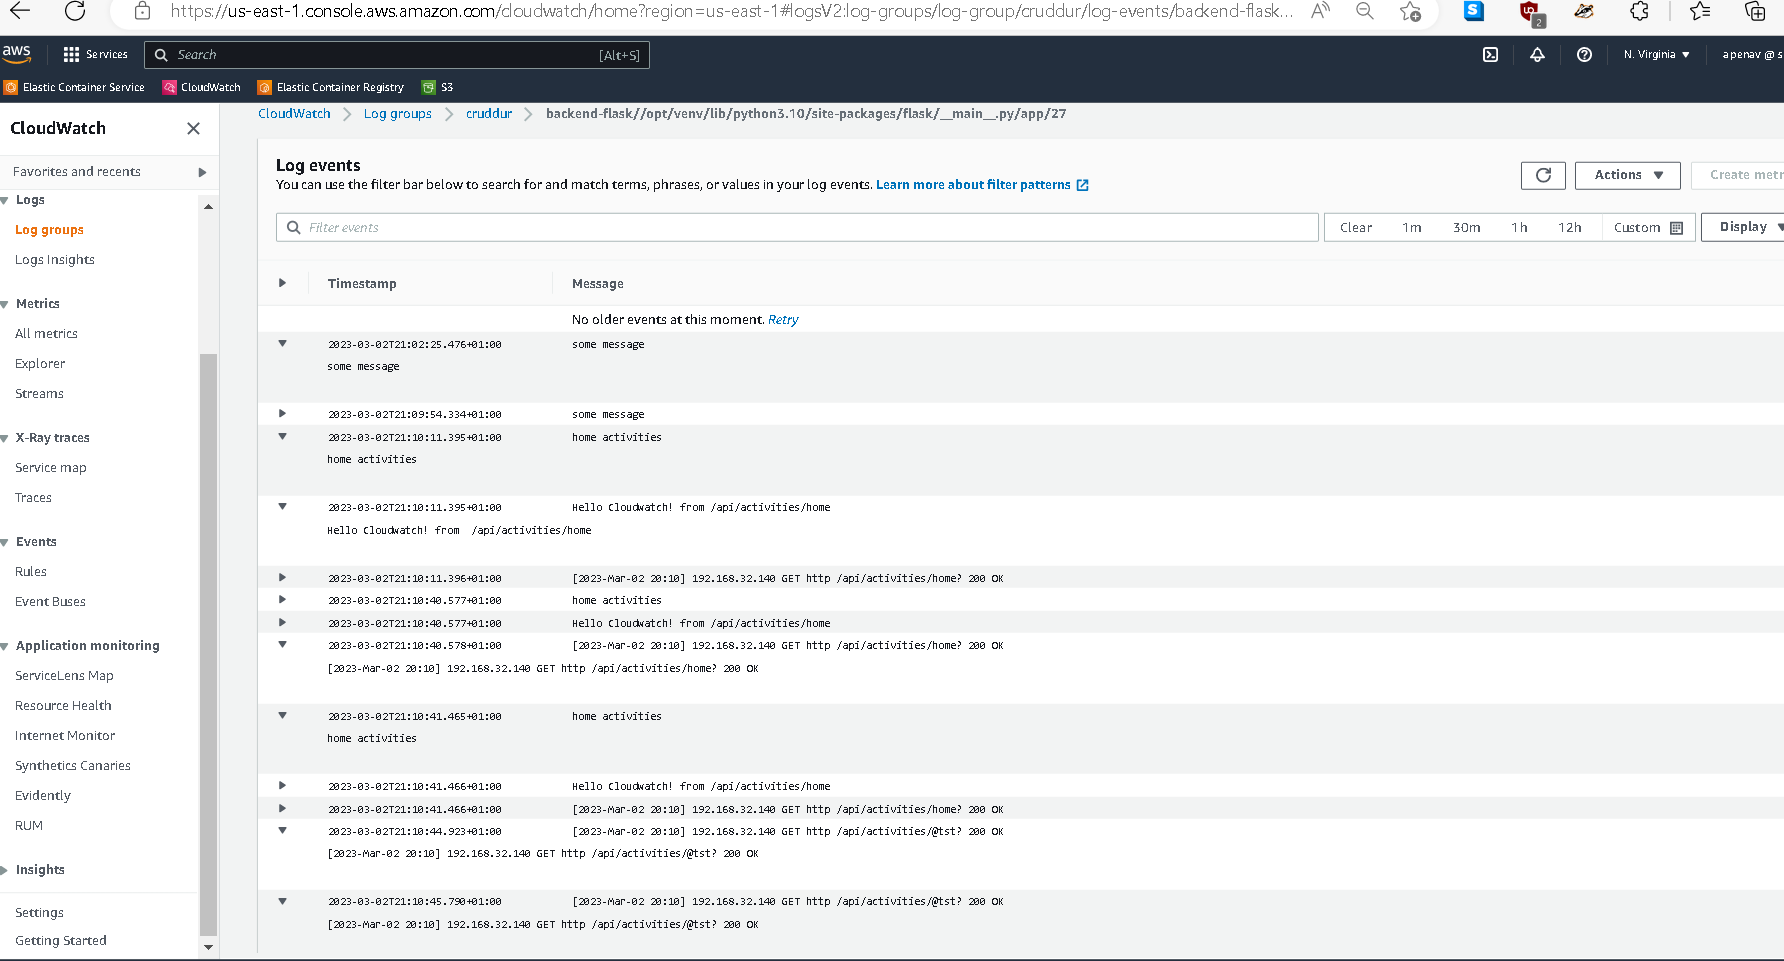 https://us-east-1.console.aws.amazon.com/cloudwatch/home?region=us-east-1#logsV2:log-groups/log-group/cruddur/log-events/backend-flask...
2
aws Services Search [Alt+S] N. Virginia apenav @ s
Elastic Container Service CloudWatch Elastic Container Registry S3
CloudWatch
Favorites and recents
Logs
Log groups
Logs Insights
Metrics
All metrics
Explorer
Streams
X-Ray traces
Service map
Traces
Events
Rules
Event Buses
Application monitoring
ServiceLens Map
Resource Health
Internet Monitor
Synthetics Canaries
Evidently
RUM
Insights
Settings
Getting Started
CloudWatch Log groups cruddur backend-flask//opt/venv/lib/python3.10/site-packages/flask/__main__.py/app/27
Log events
You can use the filter bar below to search for and match terms, phrases, or values in your log events. Learn more about filter patterns
Actions Create metr
Filter events Clear 1m 30m 1h 12h Custom Display
Timestamp Message
No older events at this moment. Retry
2023-03-02T21:02:25.476+01:00 some message
some message
2023-03-02T21:09:54.334+01:00 some message
2023-03-02T21:10:11.395+01:00 home activities
home activities
2023-03-02T21:10:11.395+01:00 Hello Cloudwatch! from /api/activities/home
Hello Cloudwatch! from  /api/activities/home
2023-03-02T21:10:11.396+01:00 [2023-Mar-02 20:10] 192.168.32.140 GET http /api/activities/home? 200 OK
2023-03-02T21:10:40.577+01:00 home activities
2023-03-02T21:10:40.577+01:00 Hello Cloudwatch! from /api/activities/home
2023-03-02T21:10:40.578+01:00 [2023-Mar-02 20:10] 192.168.32.140 GET http /api/activities/home? 200 OK
[2023-Mar-02 20:10] 192.168.32.140 GET http /api/activities/home? 200 OK
2023-03-02T21:10:41.465+01:00 home activities
home activities
2023-03-02T21:10:41.466+01:00 Hello Cloudwatch! from /api/activities/home
2023-03-02T21:10:41.466+01:00 [2023-Mar-02 20:10] 192.168.32.140 GET http /api/activities/home? 200 OK
2023-03-02T21:10:44.923+01:00 [2023-Mar-02 20:10] 192.168.32.140 GET http /api/activities/@tst? 200 OK
[2023-Mar-02 20:10] 192.168.32.140 GET http /api/activities/@tst? 200 OK
2023-03-02T21:10:45.790+01:00 [2023-Mar-02 20:10] 192.168.32.140 GET http /api/activities/@tst? 200 OK
[2023-Mar-02 20:10] 192.168.32.140 GET http /api/activities/@tst? 200 OK